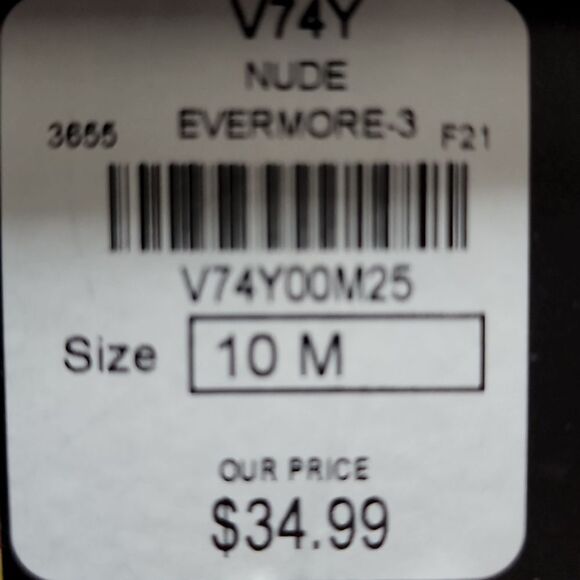 V74Y
NUDE
3655 EVERMORE-3 F21
V74Y00M25
Size 10 M
OUR PRICE
$34.99